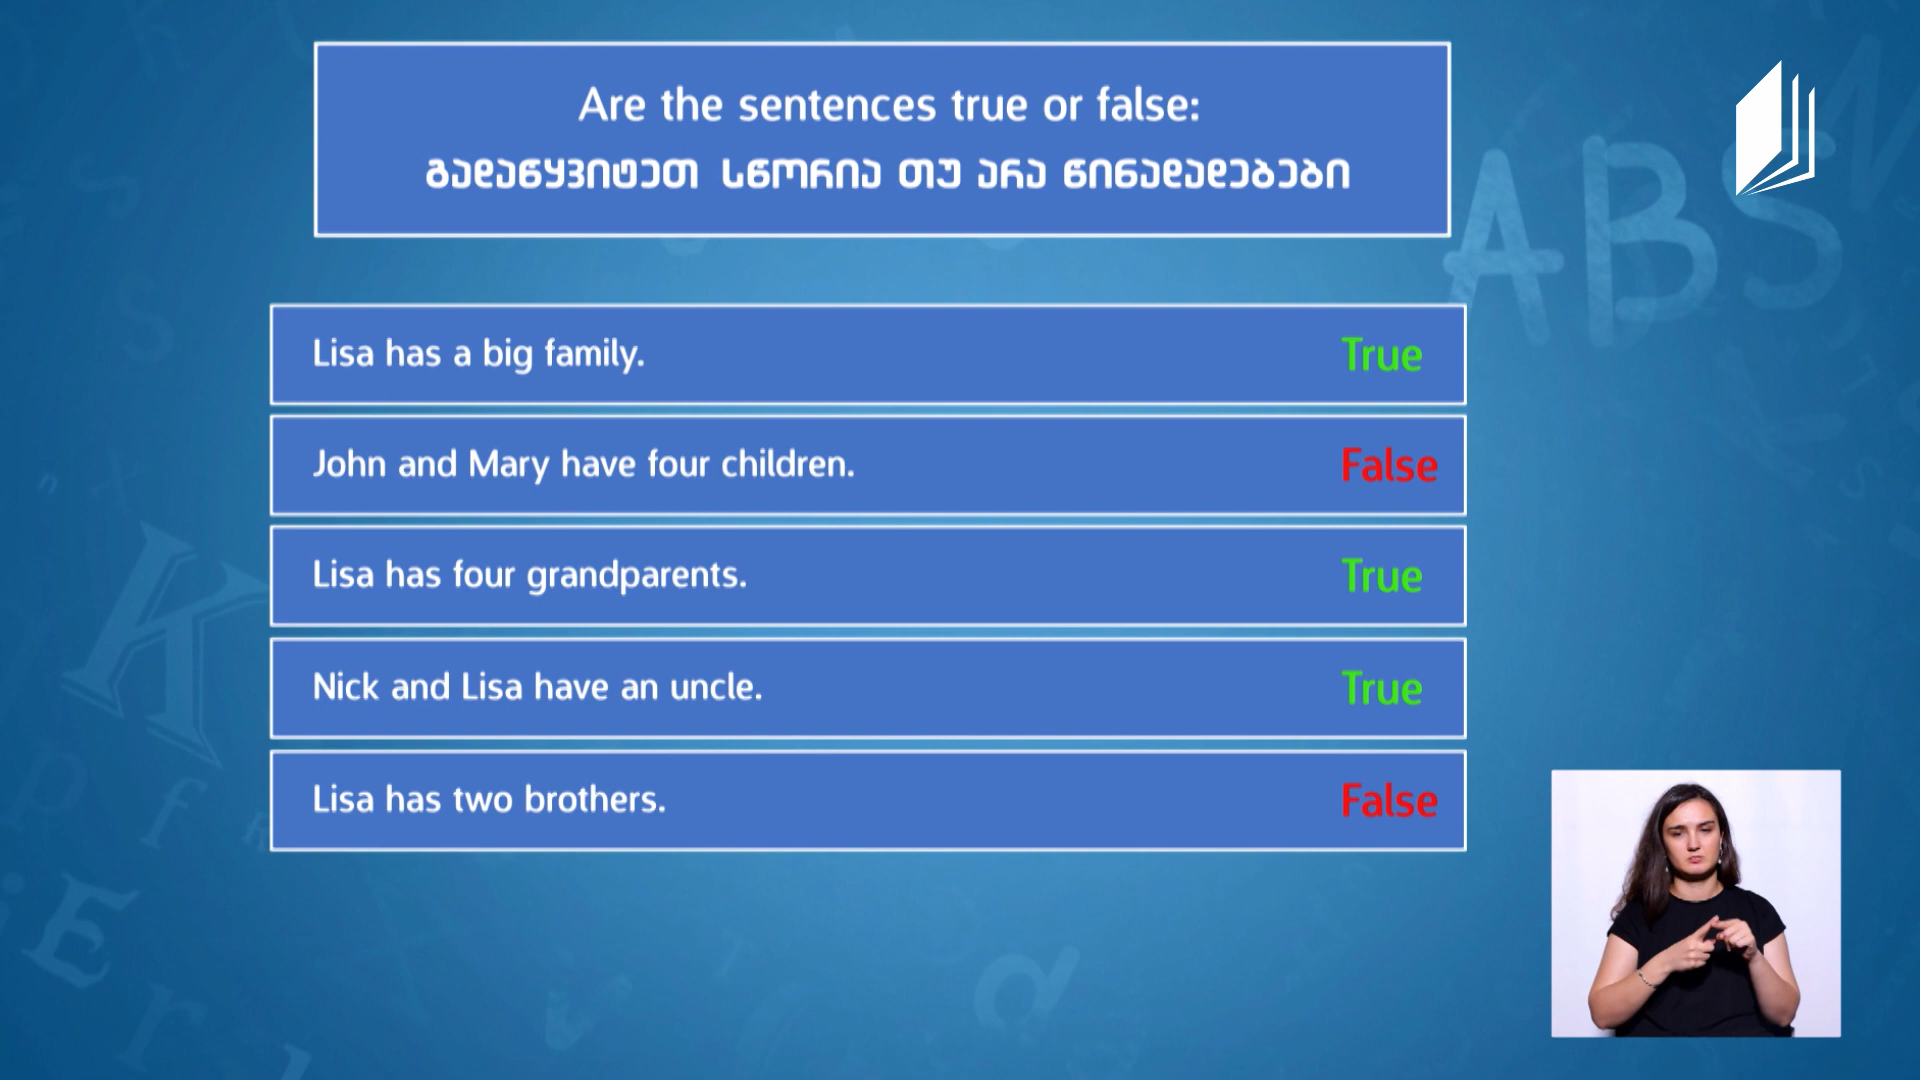 Are the sentences true or false:
გადაწყვიტეთ სწორია თუ არა წინადადებები
Lisa has a big family. True
John and Mary have four children. False
Lisa has four grandparents. True
Nick and Lisa have an uncle. True
Lisa has two brothers. False